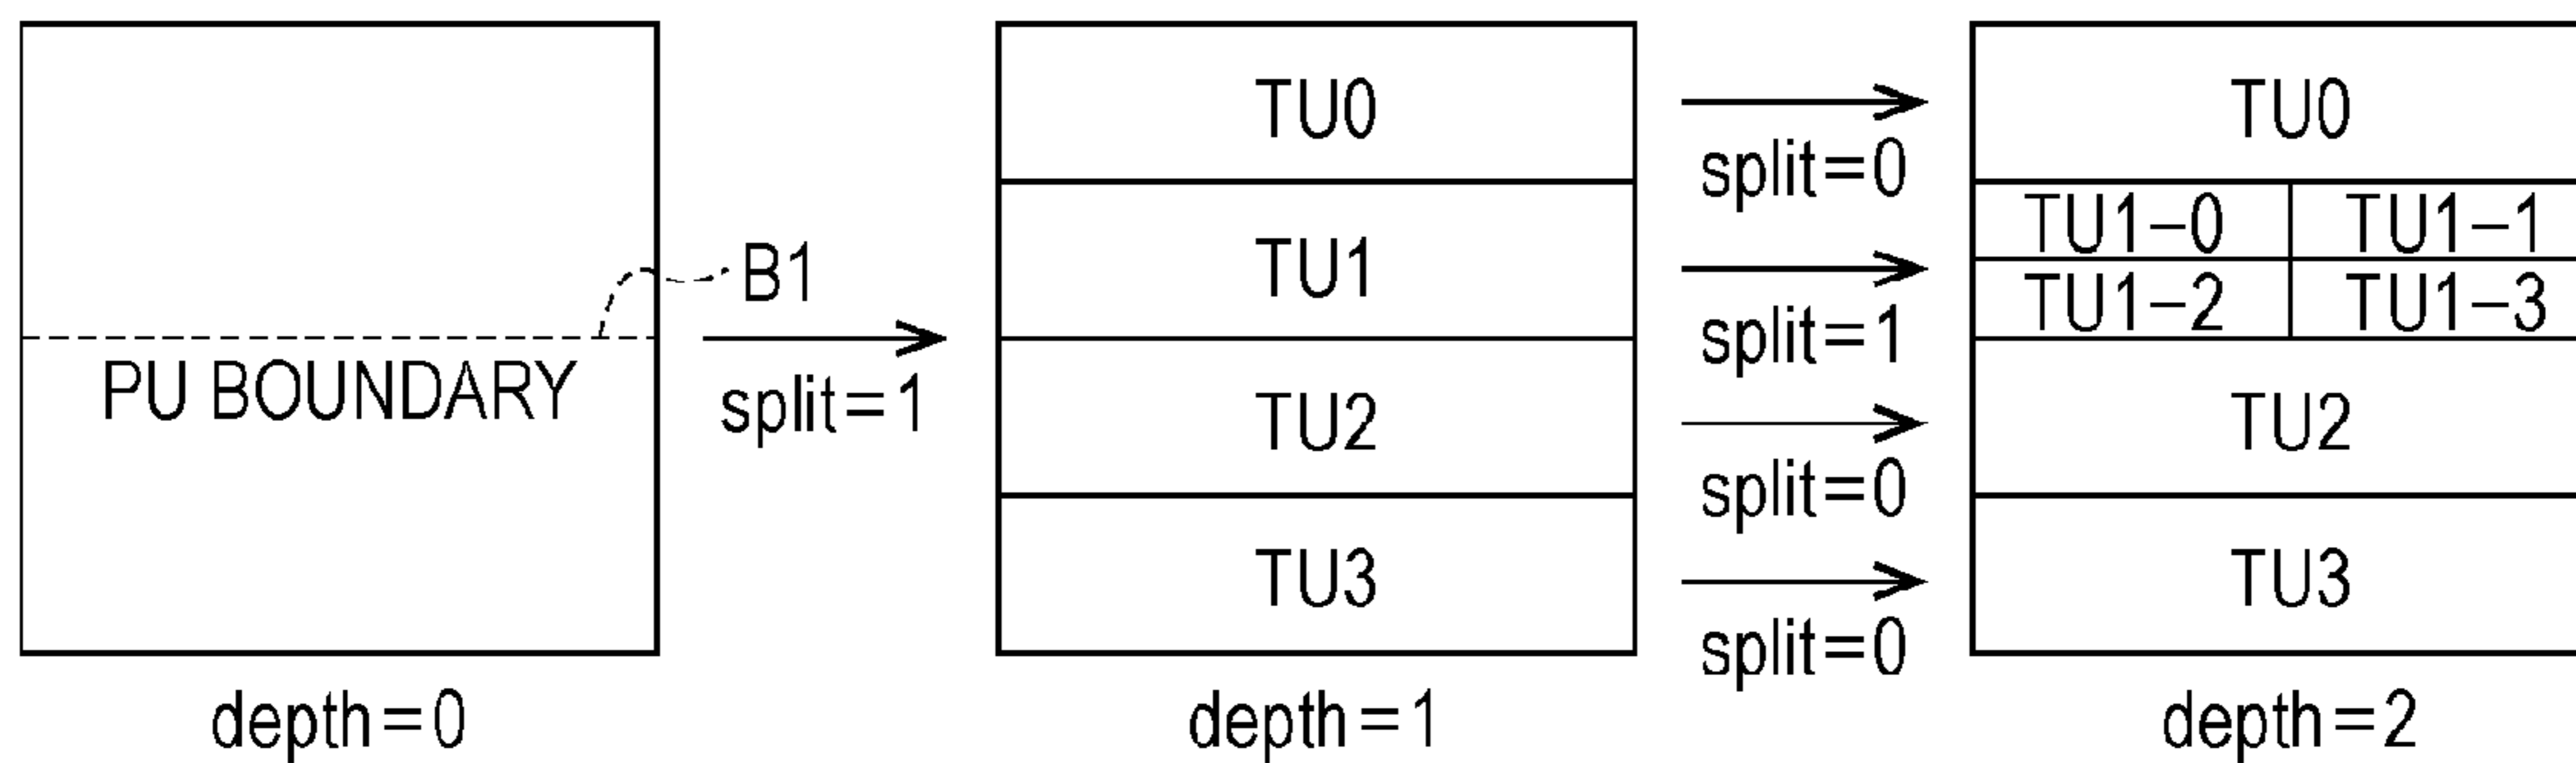 B1
PU BOUNDARY
split=1
depth=0
TU0
TU1
TU2
TU3
depth=1
split=0
split=1
split=0
split=0
TU0
TU1-0 TU1-1
TU1-2 TU1-3
TU2
TU3
depth=2